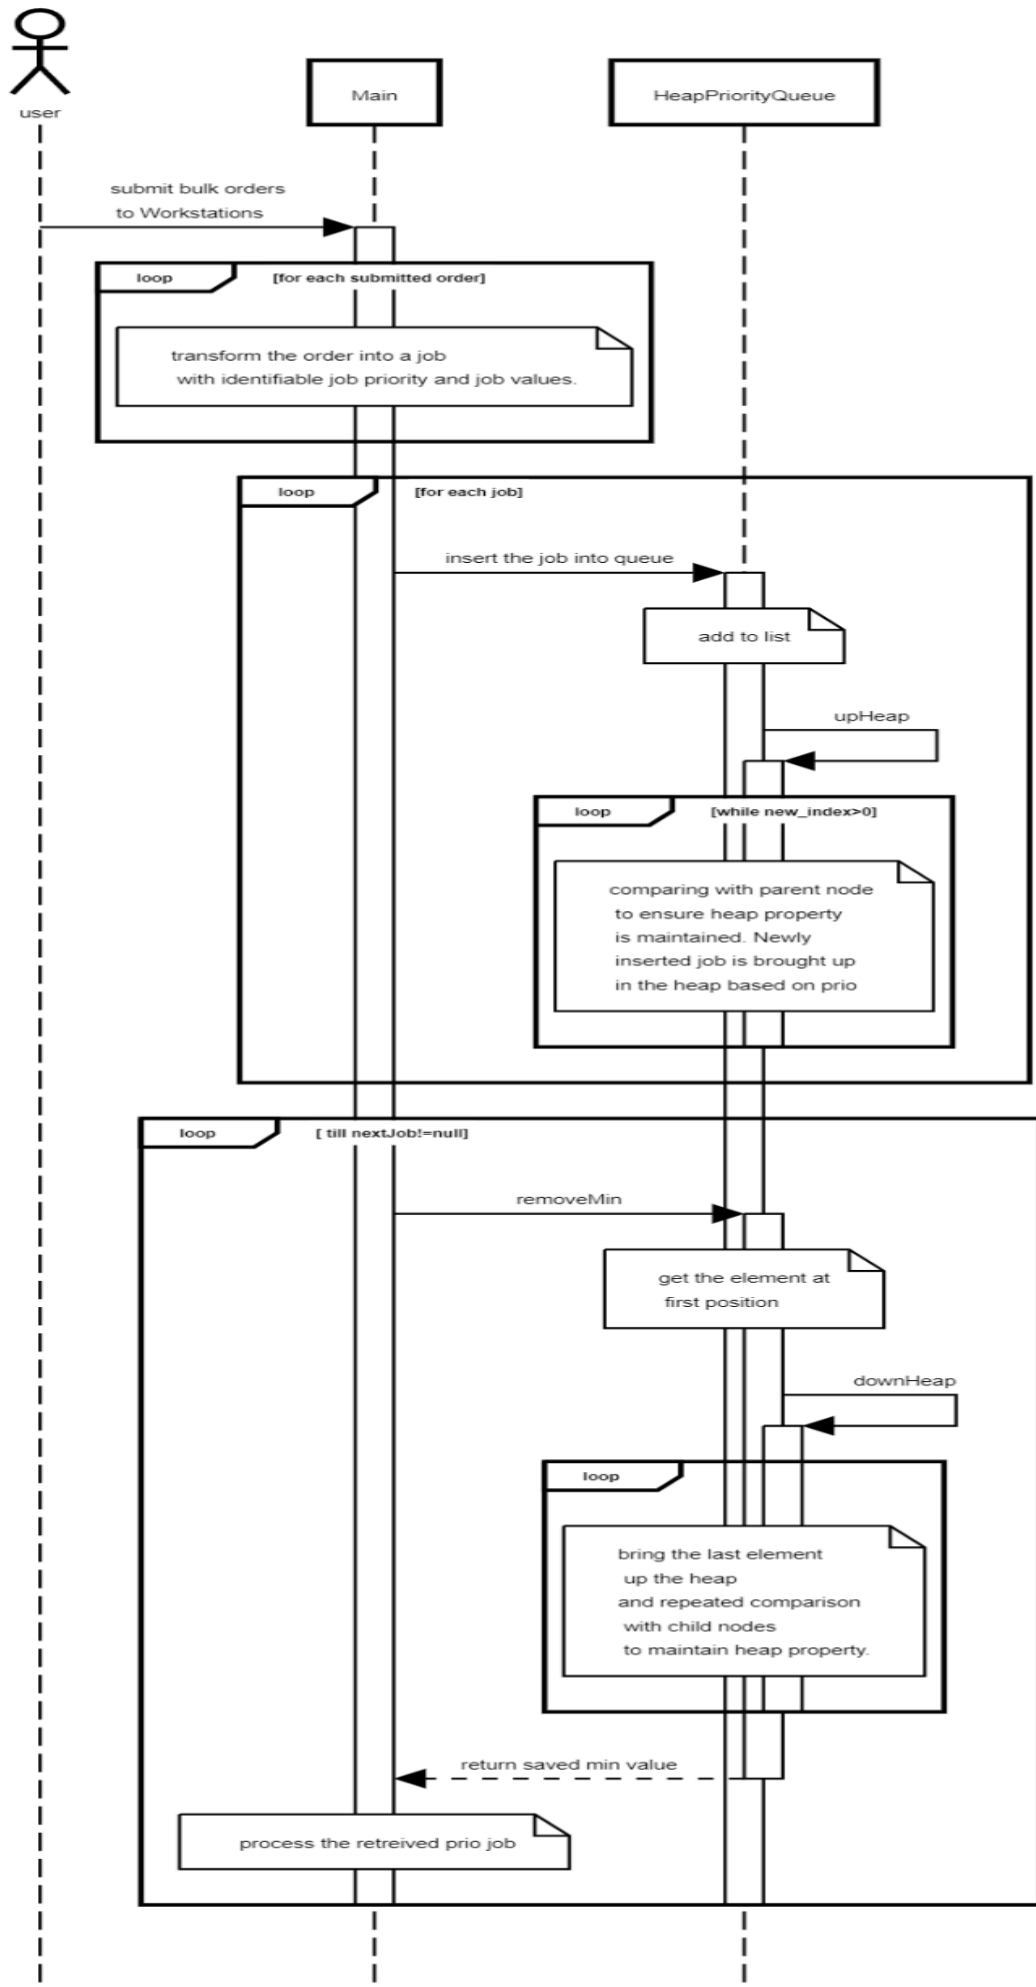 user
Main
HeapPriorityQueue
submit bulk orders
to Workstations
loop [for each submitted order]
transform the order into a job
with identifiable job priority and job values.
loop [for each job]
insert the job into queue
add to list
upHeap
loop [while new_index>0]
comparing with parent node
to ensure heap property
is maintained. Newly
inserted job is brought up
in the heap based on prio
loop [ till nextJob!=null]
removeMin
get the element at
first position
downHeap
loop
bring the last element
up the heap
and repeated comparison
with child nodes
to maintain heap property.
return saved min value
process the retreived prio job